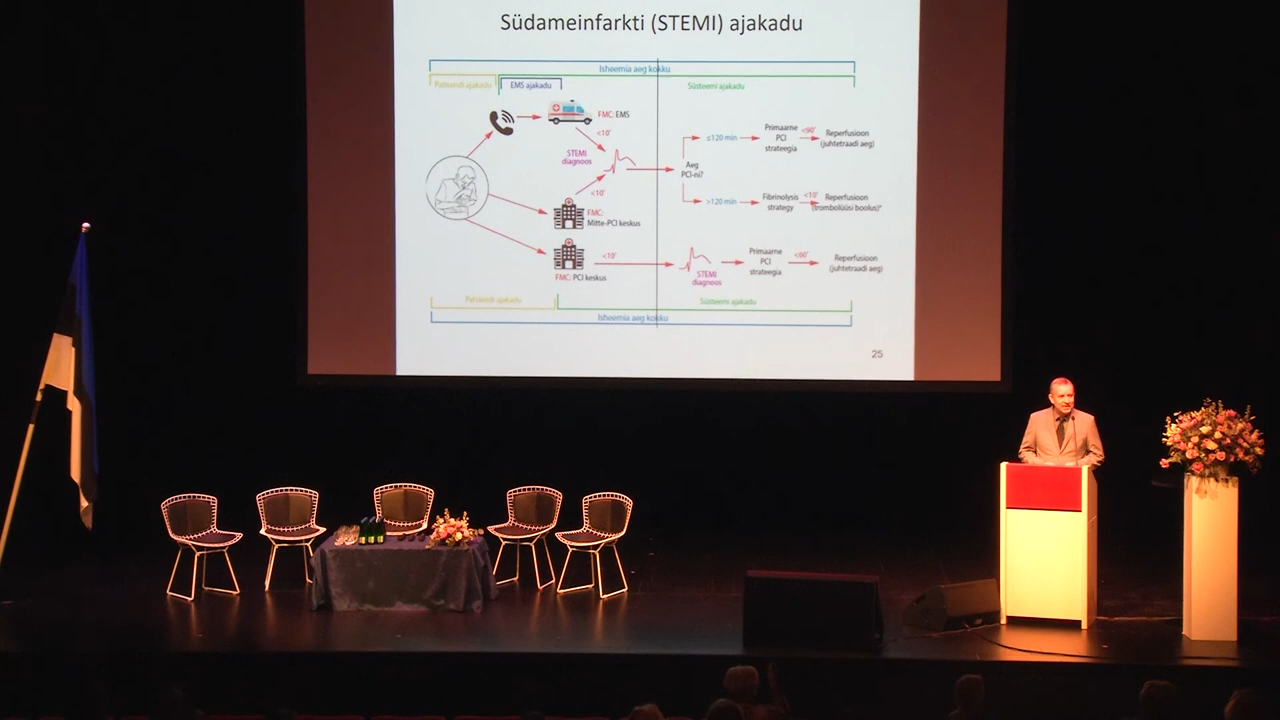 Südameinfarkti (STEMI) ajakadu
Isheemia aeg kokku
Patsiendi ajakadu
EMS ajakadu
Süsteemi ajakadu
FMC: EMS
<10'
STEMI
diagnoos
<10'
FMC:
Mitte-PCI keskus
<10'
FMC: PCI keskus
Aeg
PCI-ni?
≤120 min
Primaarne
PCI
strateegia
<90'
Reperfusioon
(juhtetraadi aeg)
>120 min
Fibrinolysis
strategy
<10'
Reperfusioon
(trombolüüsi boolus)*
STEMI
diagnoos
Primaarne
PCI
strateegia
<60'
Reperfusioon
(juhtetraadi aeg)
Patsiendi ajakadu
Süsteemi ajakadu
Isheemia aeg kokku
25